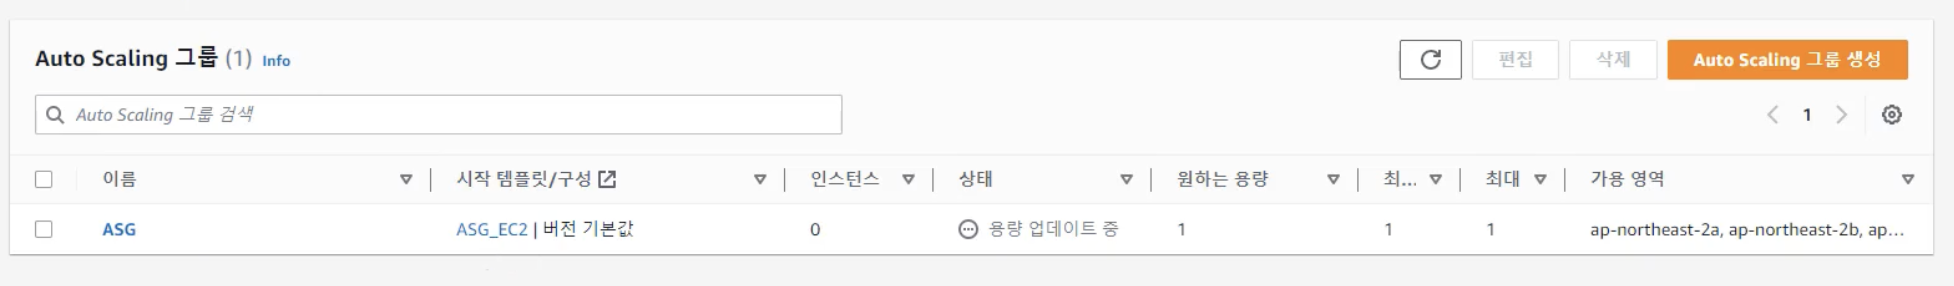 Auto Scaling 그룹 (1) Info
편집 삭제 Auto Scaling 그룹 생성
Auto Scaling 그룹 검색
1
이름 시작 템플릿/구성 인스턴스 상태 원하는 용량 최... 최대 가용 영역
ASG ASG_EC2 | 버전 기본값 0 용량 업데이트 중 1 1 1 ap-northeast-2a, ap-northeast-2b, ap...